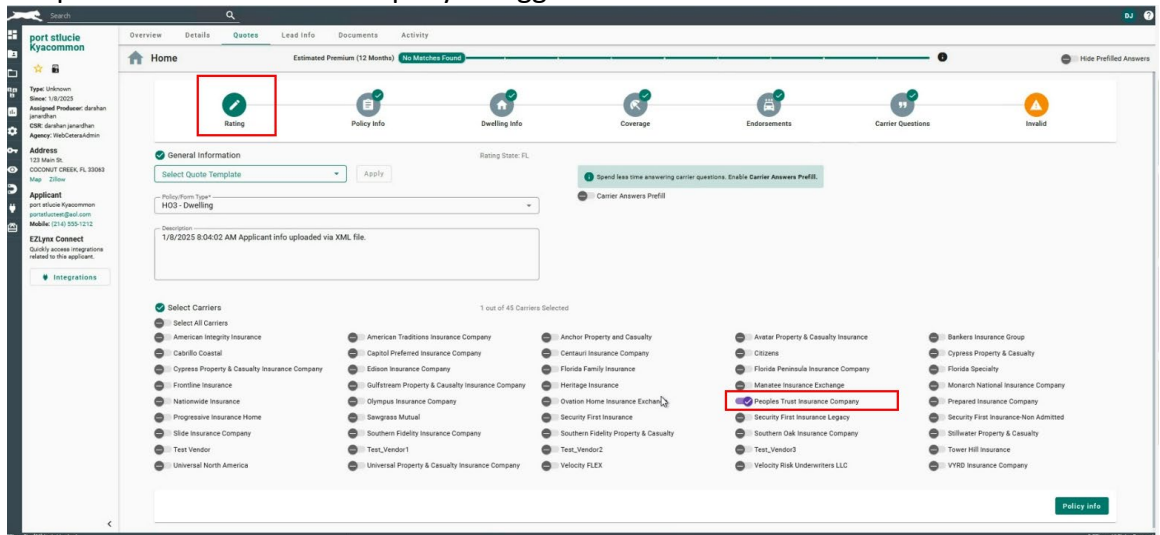 Search
DJ
port stlucie
Kyacommon
Overview Details Quotes Lead Info Documents Activity
Home Estimated Premium (12 Months) No Matches Found Hide Prefilled Answers
Type: Unknown
Since: 1/8/2025
Assigned Producer: darshan
janardhan
CSR: darshan janardhan
Agency: WebCeteraAdmin
Rating Policy Info Dwelling Info Coverage Endorsements Carrier Questions Invalid
Address
123 Main St.
COCONUT CREEK, FL 33063
Map Zillow
General Information Rating State: FL
Select Quote Template Apply
Spend less time answering carrier questions. Enable Carrier Answers Prefill.
Carrier Answers Prefill
Applicant
port stlucie Kyacommon
portstluctest@aol.com
Mobile: (214) 555-1212
Policy/Form Type*
HO3 - Dwelling
Description
1/8/2025 8:04:02 AM Applicant info uploaded via XML file.
EZLynx Connect
Quickly access integrations
related to this applicant.
Integrations
Select Carriers 1 out of 45 Carriers Selected
Select All Carriers
American Integrity Insurance American Traditions Insurance Company Anchor Property and Casualty Avatar Property & Casualty Insurance Bankers Insurance Group
Cabrillo Coastal Capitol Preferred Insurance Company Centauri Insurance Company Citizens Cypress Property & Casualty
Cypress Property & Casualty Insurance Company Edison Insurance Company Florida Family Insurance Florida Peninsula Insurance Company Florida Specialty
Frontline Insurance Gulfstream Property & Causalty Insurance Company Heritage Insurance Manatee Insurance Exchange Monarch National Insurance Company
Nationwide Insurance Olympus Insurance Company Ovation Home Insurance Exchange Peoples Trust Insurance Company Prepared Insurance Company
Progressive Insurance Home Sawgrass Mutual Security First Insurance Security First Insurance Legacy Security First Insurance-Non Admitted
Slide Insurance Company Southern Fidelity Insurance Company Southern Fidelity Property & Casualty Southern Oak Insurance Company Stillwater Property & Casualty
Test Vendor Test_Vendor1 Test_Vendor2 Test_Vendor3 Tower Hill Insurance
Universal North America Universal Property & Casualty Insurance Company Velocity FLEX Velocity Risk Underwriters LLC VYRD Insurance Company
Policy info